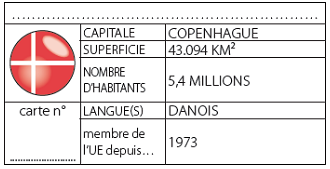 CAPITALE COPENHAGUE
SUPERFICIE 43.094 KM²
NOMBRE
D'HABITANTS 5,4 MILLIONS
carte n° LANGUE(S) DANOIS
membre de
l'UE depuis... 1973